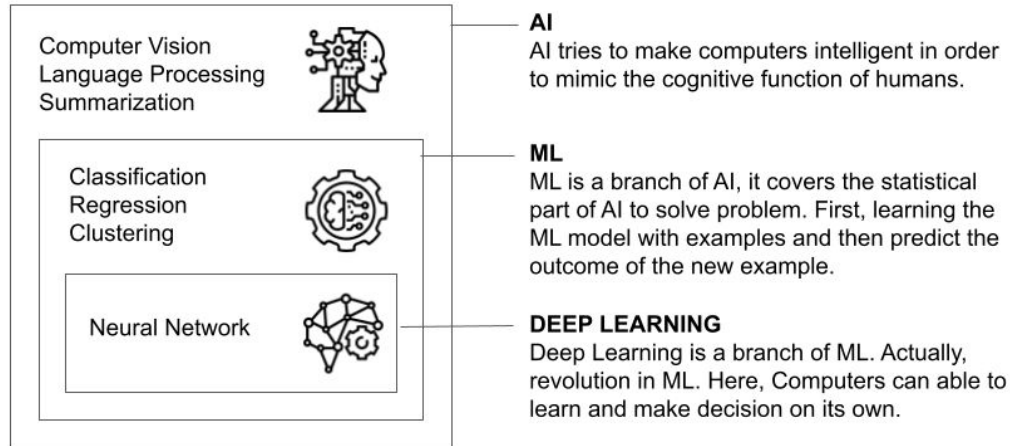 Computer Vision
Language Processing
Summarization
AI
AI tries to make computers intelligent in order
to mimic the cognitive function of humans.
Classification
Regression
Clustering
ML
ML is a branch of AI, it covers the statistical
part of AI to solve problem. First, learning the
ML model with examples and then predict the
outcome of the new example.
Neural Network
DEEP LEARNING
Deep Learning is a branch of ML. Actually,
revolution in ML. Here, Computers can able to
learn and make decision on its own.